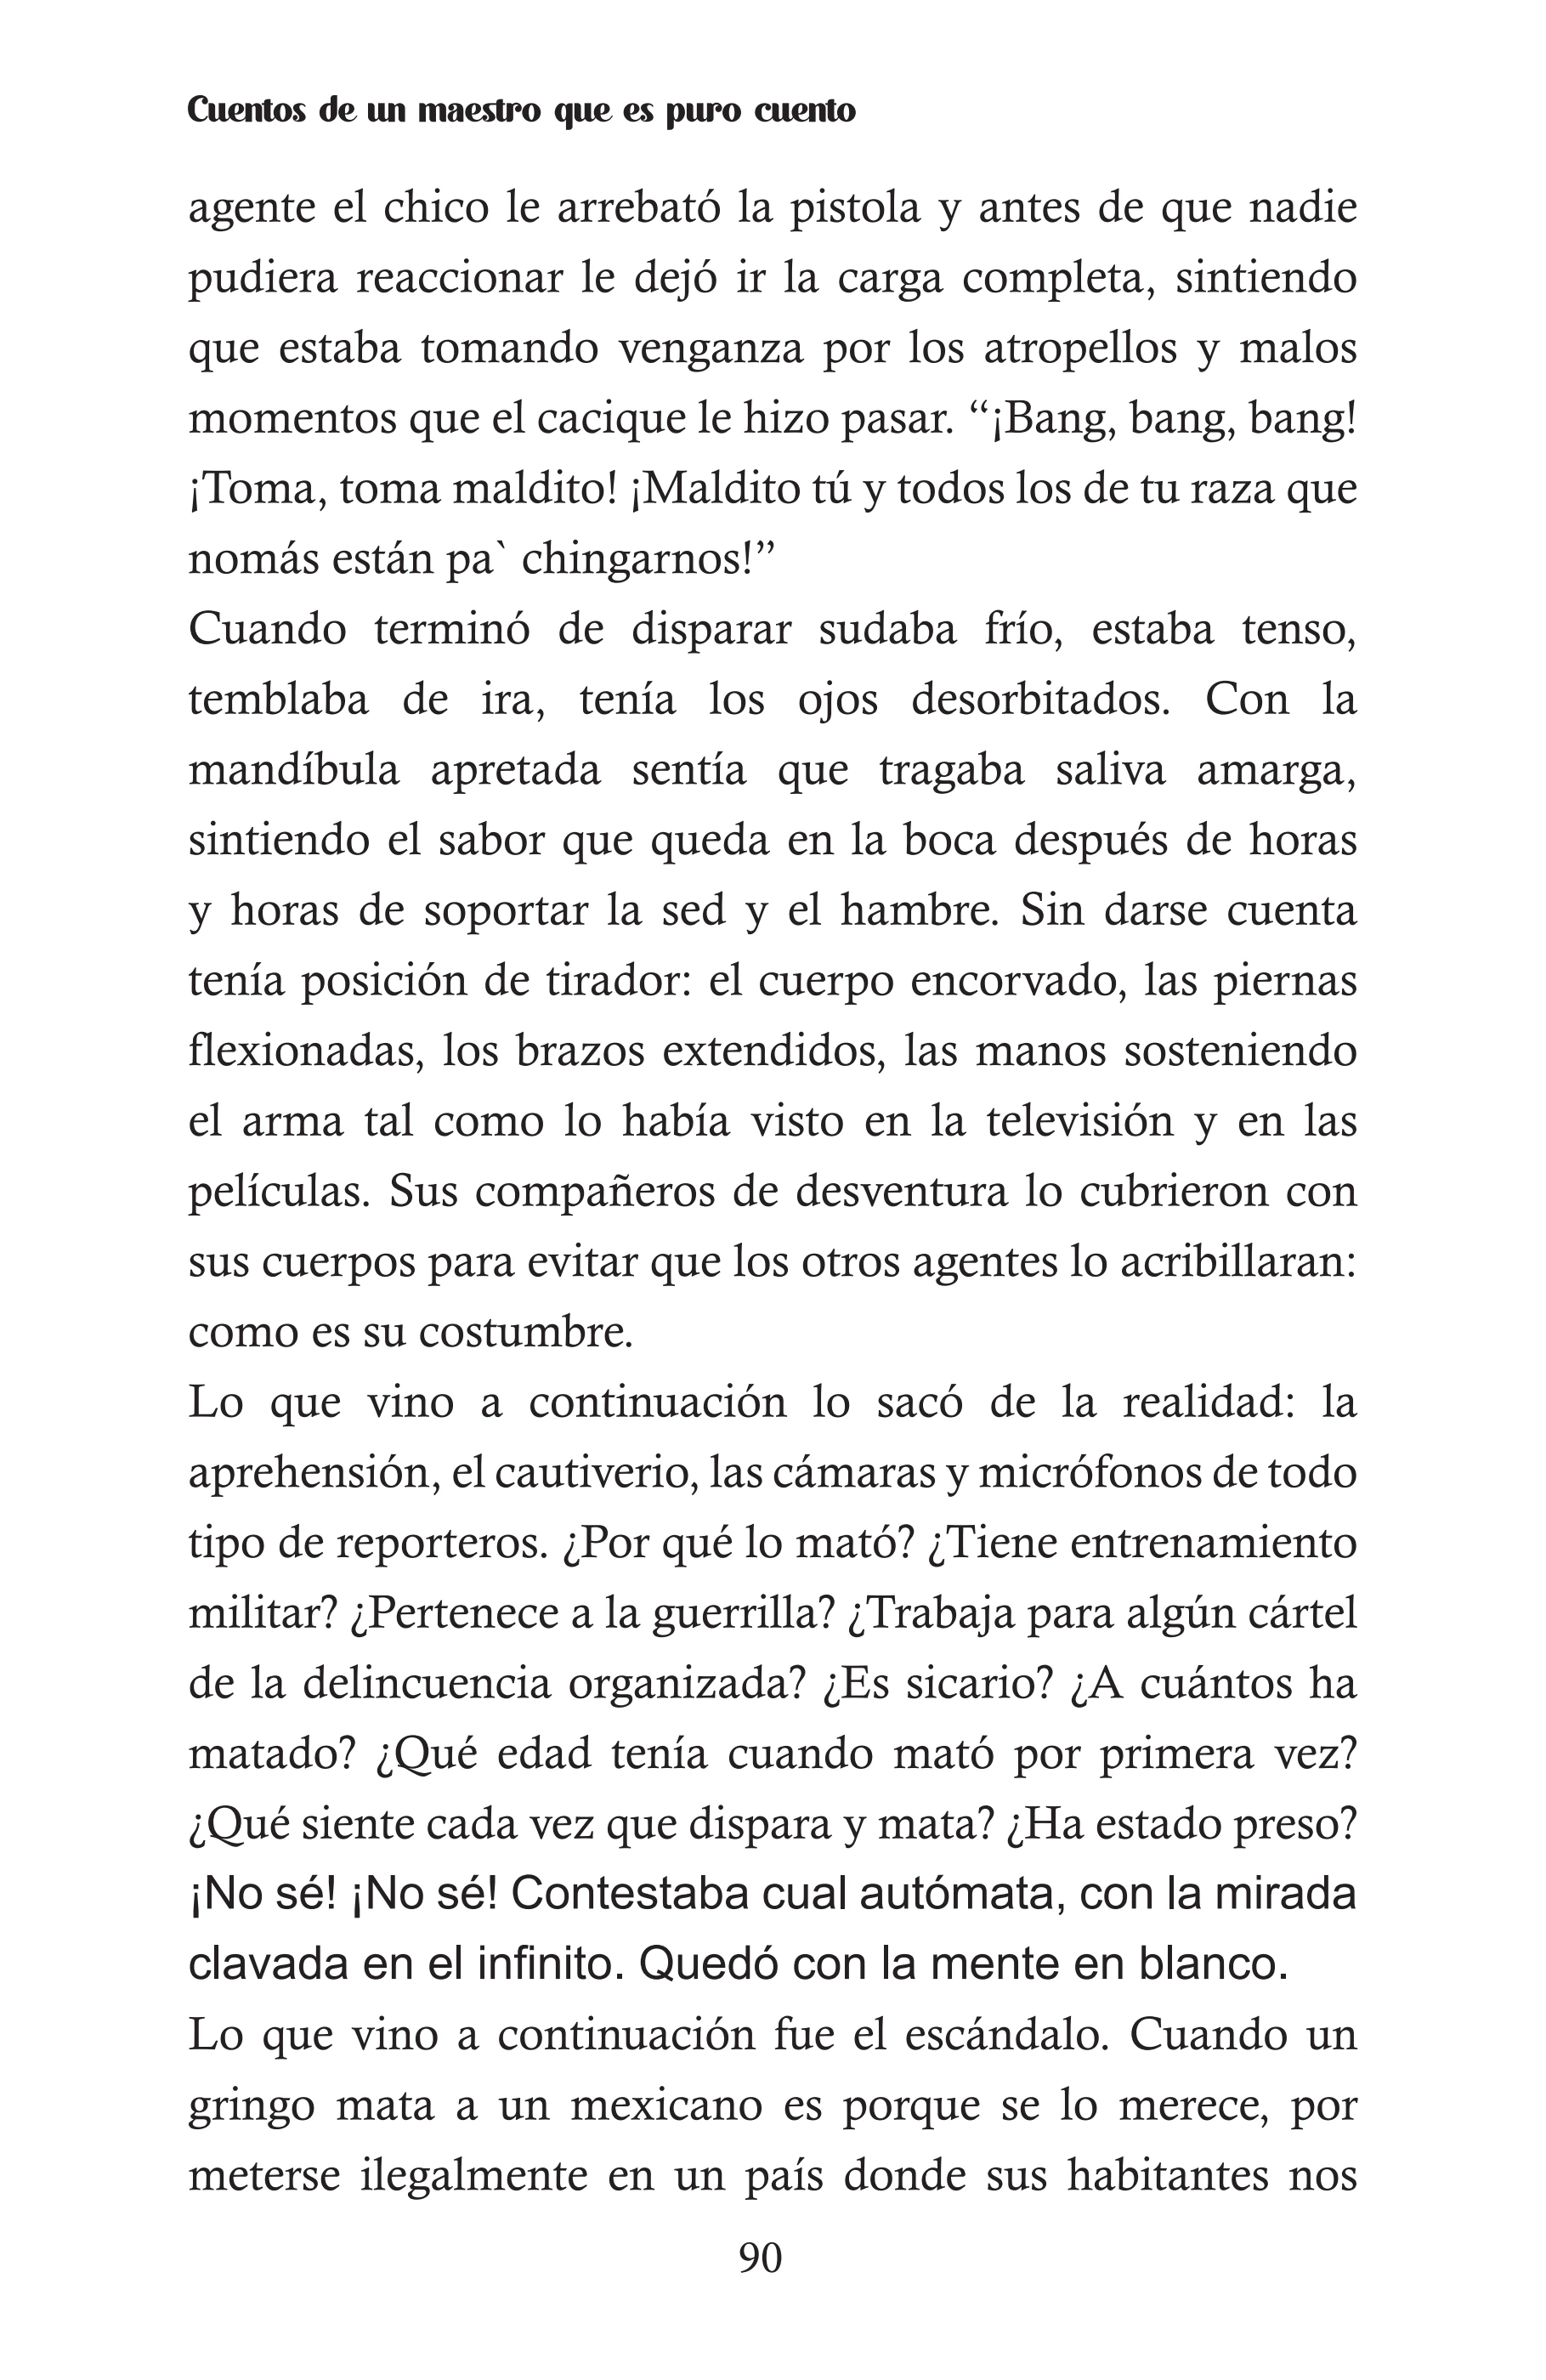 Cuentos de un maestro que es puro cuento
agente el chico le arrebató la pistola y antes de que nadie
pudiera reaccionar le dejó ir la carga completa, sintiendo
que estaba tomando venganza por los atropellos y malos
momentos que el cacique le hizo pasar. “¡Bang, bang, bang!
¡Toma, toma maldito! ¡Maldito tú y todos los de tu raza que
nomás están pa` chingarnos!”
Cuando terminó de disparar sudaba frío, estaba tenso,
temblaba de ira, tenía los ojos desorbitados. Con la
mandíbula apretada sentía que tragaba saliva amarga,
sintiendo el sabor que queda en la boca después de horas
y horas de soportar la sed y el hambre. Sin darse cuenta
tenía posición de tirador: el cuerpo encorvado, las piernas
flexionadas, los brazos extendidos, las manos sosteniendo
el arma tal como lo había visto en la televisión y en las
películas. Sus compañeros de desventura lo cubrieron con
sus cuerpos para evitar que los otros agentes lo acribillaran:
como es su costumbre.
Lo que vino a continuación lo sacó de la realidad: la
aprehensión, el cautiverio, las cámaras y micrófonos de todo
tipo de reporteros. ¿Por qué lo mató? ¿Tiene entrenamiento
militar? ¿Pertenece a la guerrilla? ¿Trabaja para algún cártel
de la delincuencia organizada? ¿Es sicario? ¿A cuántos ha
matado? ¿Qué edad tenía cuando mató por primera vez?
¿Qué siente cada vez que dispara y mata? ¿Ha estado preso?
¡No sé! ¡No sé! Contestaba cual autómata, con la mirada
clavada en el infinito. Quedó con la mente en blanco.
Lo que vino a continuación fue el escándalo. Cuando un
gringo mata a un mexicano es porque se lo merece, por
meterse ilegalmente en un país donde sus habitantes nos
90